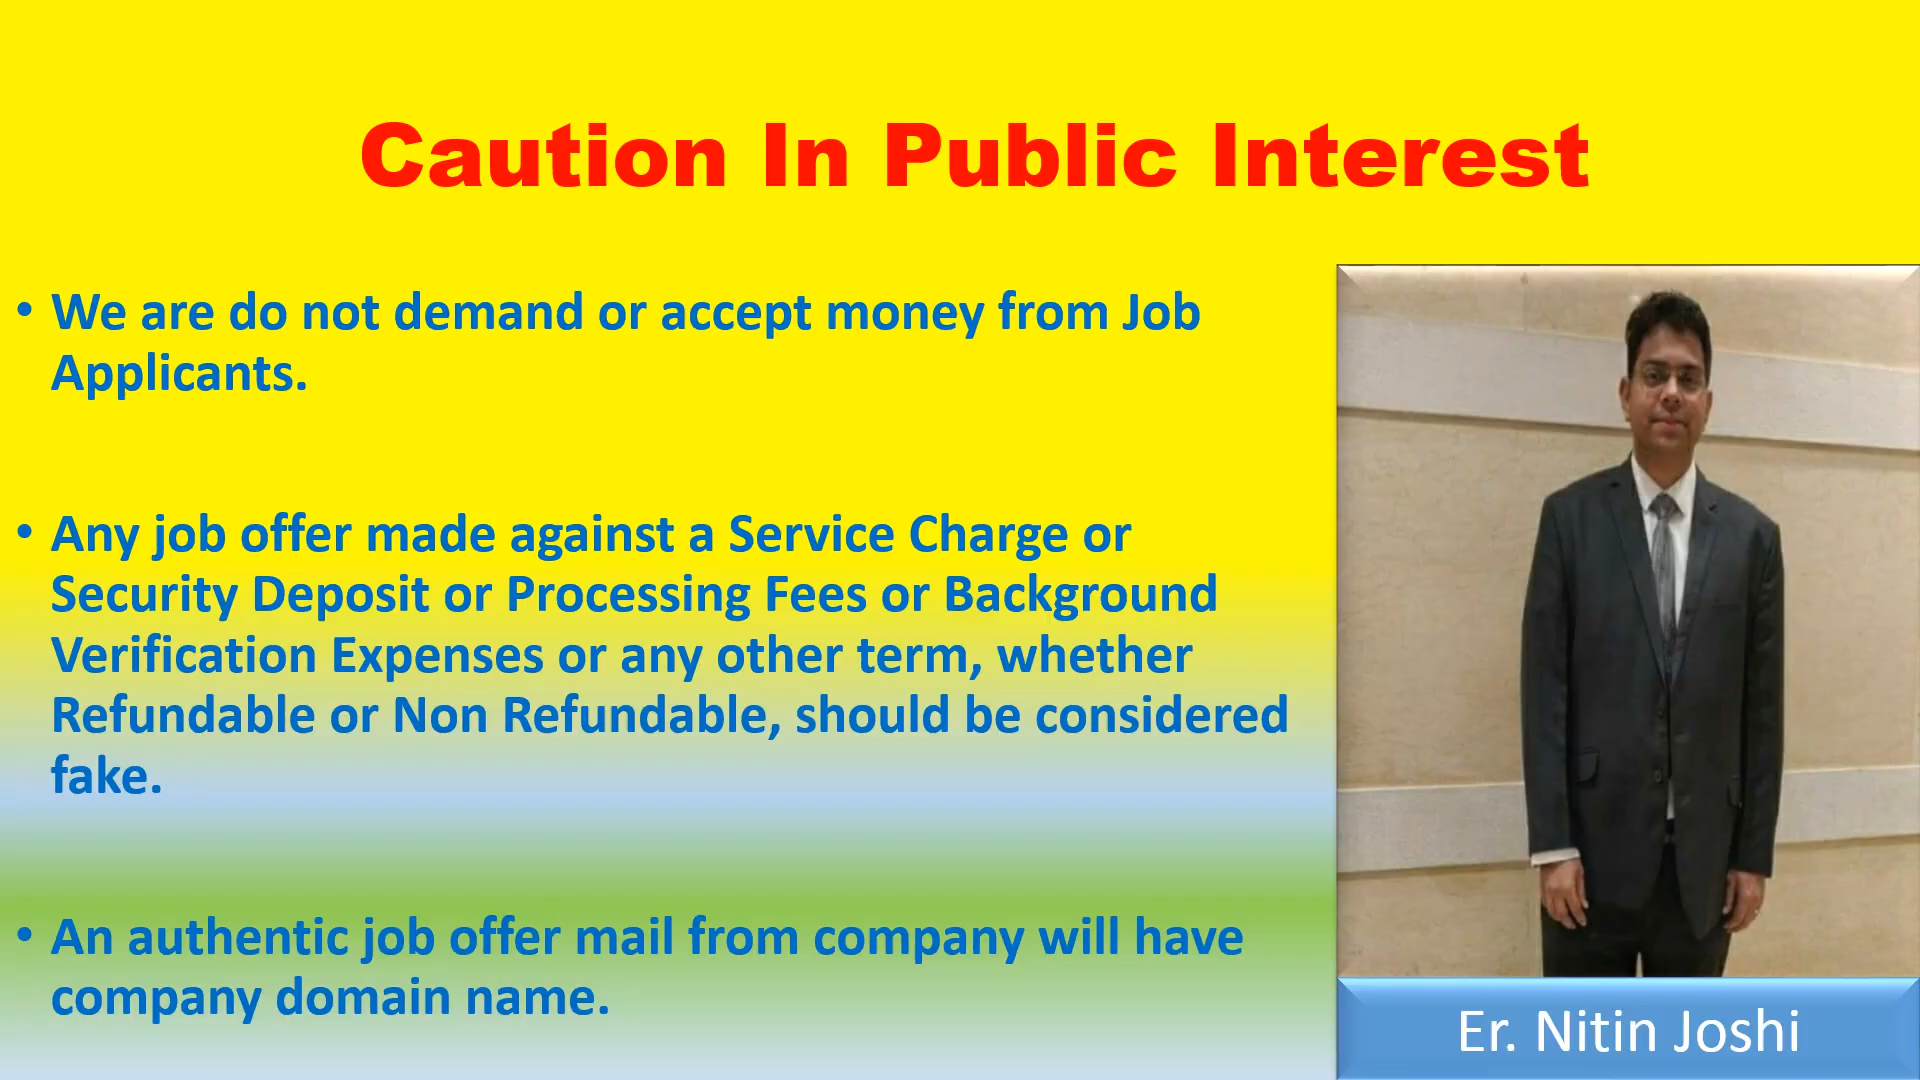 Caution In Public Interest
• We are do not demand or accept money from Job
Applicants.
• Any job offer made against a Service Charge or
Security Deposit or Processing Fees or Background
Verification Expenses or any other term, whether
Refundable or Non Refundable, should be considered
fake.
• An authentic job offer mail from company will have
company domain name.
Er. Nitin Joshi